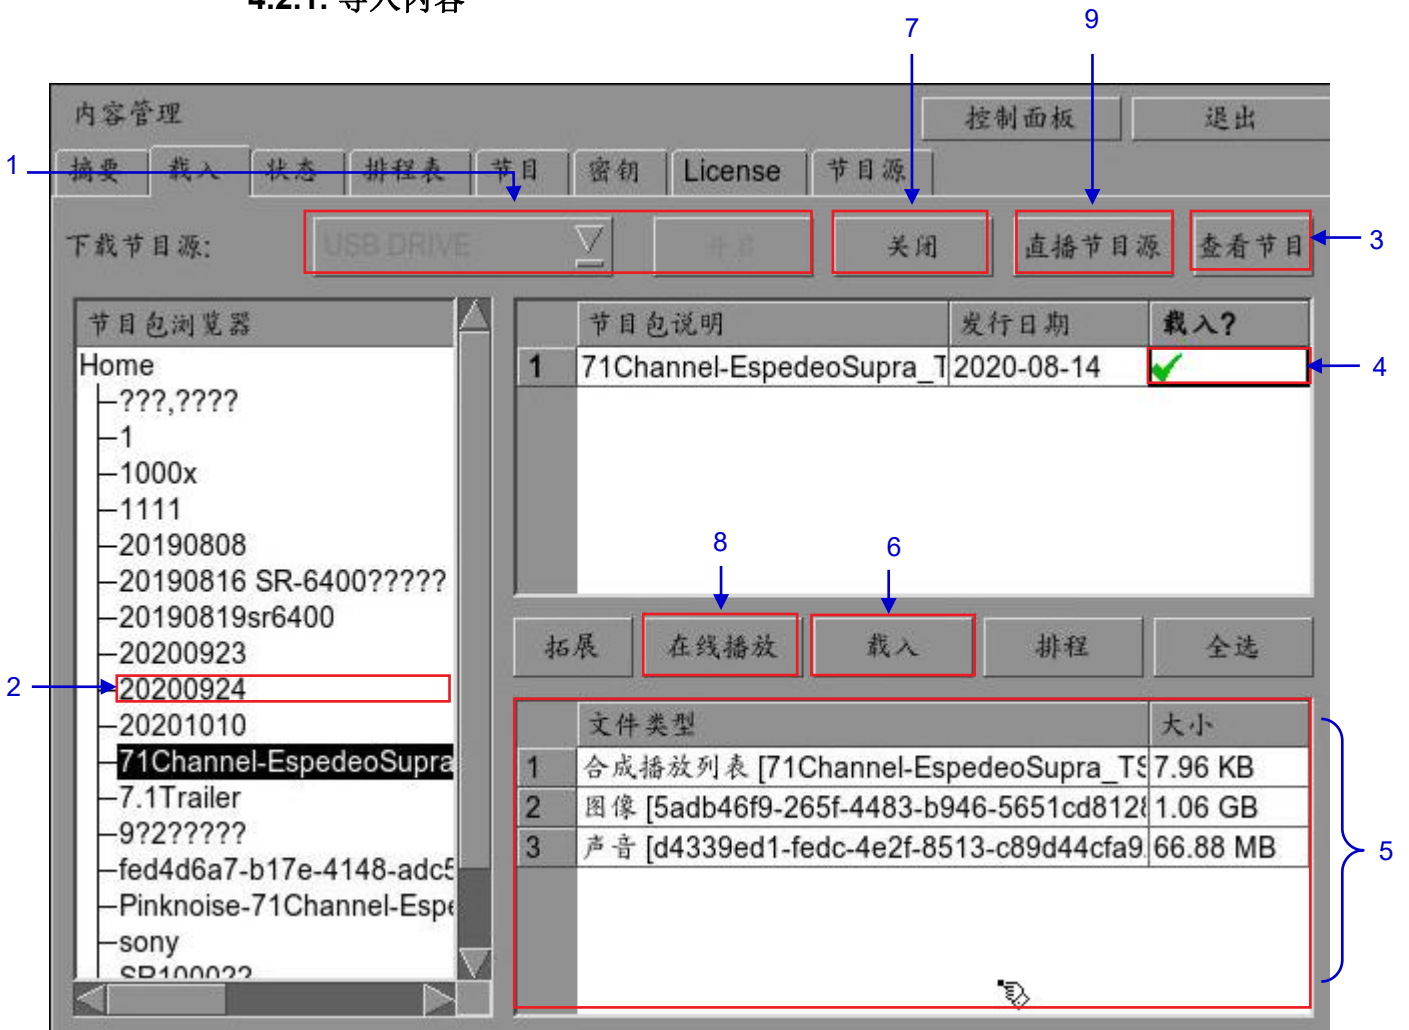 4.2.1. 导入内容
7
9
内容管理
控制面板
退出
1
摘要
载入
状态
排程表
节目
密钥
License
节目源
下载节目源:
USB DRIVE
开启
关闭
直播节目源
查看节目
3
节目包浏览器
Home
???,????
1
1000x
1111
20190808
20190816 SR-6400?????
20190819sr6400
20200923
2
20200924
20201010
71Channel-EspedeoSupra
7.1Trailer
9?2?????
fed4d6a7-b17e-4148-adc5
Pinknoise-71Channel-Espe
sony
SR1000??
节目包说明
发行日期
载入?
1
71Channel-EspedeoSupra_T
2020-08-14
4
8
6
拓展
在线播放
载入
排程
全选
文件类型
大小
1
合成播放列表 [71Channel-EspedeoSupra_TS
7.96 KB
2
图像 [5adb46f9-265f-4483-b946-5651cd8128
1.06 GB
3
声音 [d4339ed1-fedc-4e2f-8513-c89d44cfa9
66.88 MB
5